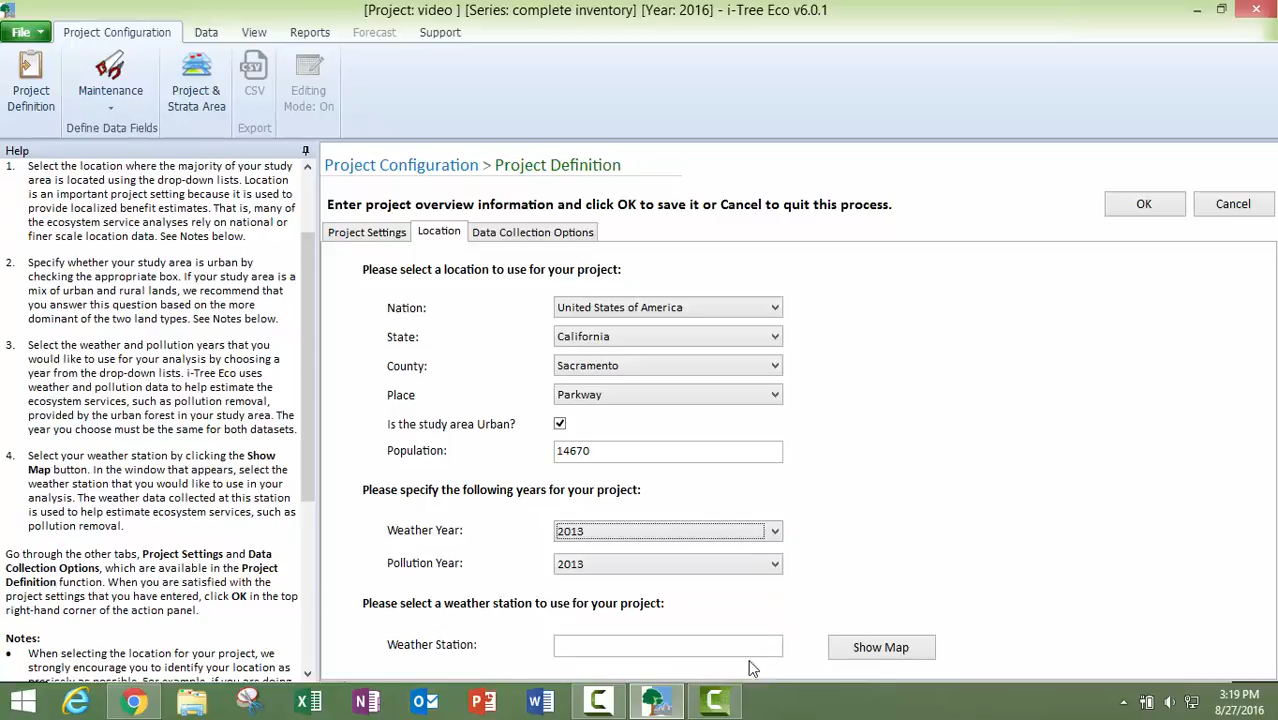 [Project: video ] [Series: complete inventory] [Year: 2016] - i-Tree Eco v6.0.1
File
Project Configuration
Data
View
Reports
Forecast
Support
Project
Definition
Maintenance
Define Data Fields
Project &
Strata Area
CSV
Export
Editing
Mode: On
Help
1. Select the location where the majority of your study
area is located using the drop-down lists. Location
is an important project setting because it is used to
provide localized benefit estimates. That is, many of
the ecosystem service analyses rely on national or
finer scale location data. See Notes below.
2. Specify whether your study area is urban by
checking the appropriate box. If your study area is a
mix of urban and rural lands, we recommend that
you answer this question based on the more
dominant of the two land types. See Notes below.
3. Select the weather and pollution years that you
would like to use for your analysis by choosing a
year from the drop-down lists. i-Tree Eco uses
weather and pollution data to help estimate the
ecosystem services, such as pollution removal,
provided by the urban forest in your study area. The
year you choose must be the same for both datasets.
4. Select your weather station by clicking the Show
Map button. In the window that appears, select the
weather station that you would like to use in your
analysis. The weather data collected at this station
is used to help estimate ecosystem services, such as
pollution removal.
Go through the other tabs, Project Settings and Data
Collection Options, which are available in the Project
Definition function. When you are satisfied with the
project settings that you have entered, click OK in the top
right-hand corner of the action panel.
Notes:
• When selecting the location for your project, we
strongly encourage you to identify your location as
precisely as possible. For example, if you are doing
Project Configuration > Project Definition
Enter project overview information and click OK to save it or Cancel to quit this process.
OK
Cancel
Project Settings
Location
Data Collection Options
Please select a location to use for your project:
Nation: United States of America
State: California
County: Sacramento
Place Parkway
Is the study area Urban?
Population: 14670
Please specify the following years for your project:
Weather Year: 2013
Pollution Year: 2013
Please select a weather station to use for your project:
Weather Station:
Show Map
3:19 PM
8/27/2016